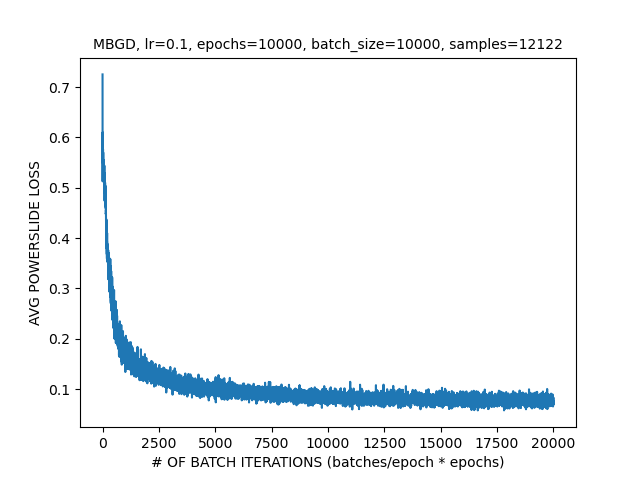 MBGD, lr=0.1, epochs=10000, batch_size=10000, samples=12122
AVG POWERSLIDE LOSS
0.7
0.6
0.5
0.4
0.3
0.2
0.1
0 2500 5000 7500 10000 12500 15000 17500 20000
# OF BATCH ITERATIONS (batches/epoch * epochs)